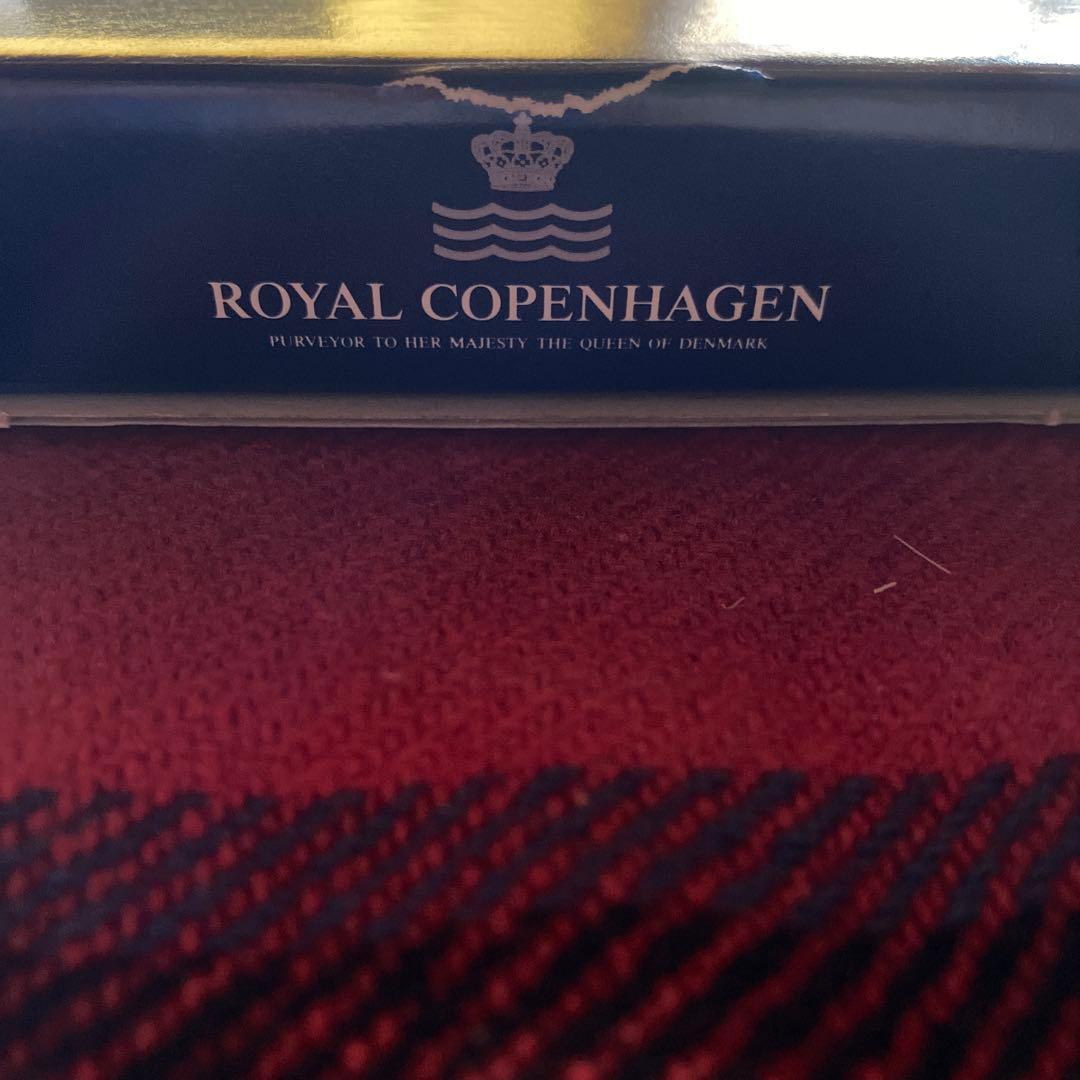 ROYAL COPENHAGEN
PURVEYOR TO HER MAJESTY THE QUEEN OF DENMARK